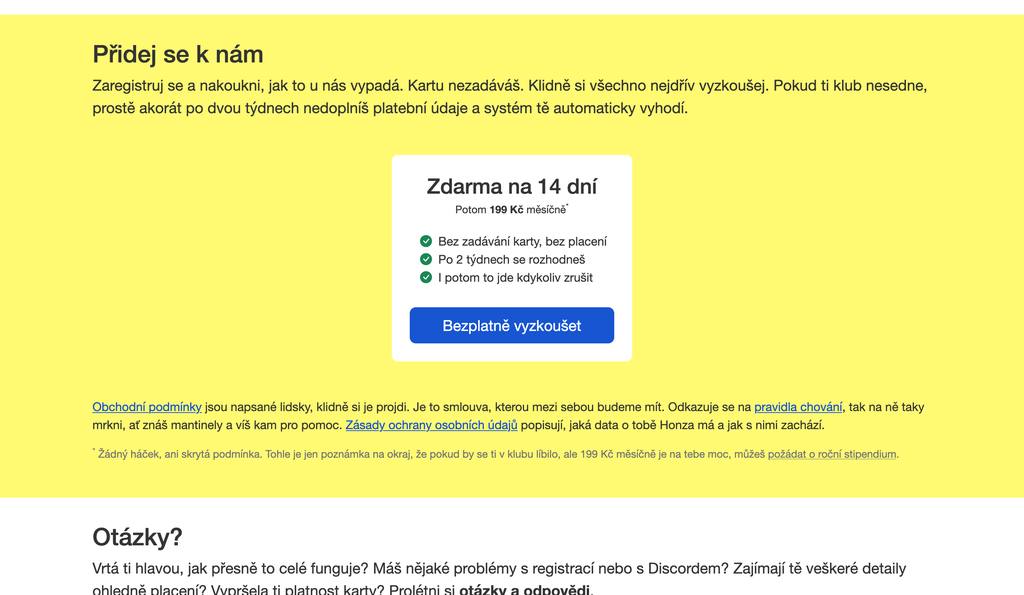 Přidej se k nám
Zaregistruj se a nakoukni, jak to u nás vypadá. Kartu nezadáváš. Klidně si všechno nejdřív vyzkoušej. Pokud ti klub nesedne,
prostě akorát po dvou týdnech nedoplníš platební údaje a systém tě automaticky vyhodí.
Zdarma na 14 dní
Potom 199 Kč měsíčně*
Bez zadávání karty, bez placení
Po 2 týdnech se rozhodneš
I potom to jde kdykoliv zrušit
Bezplatně vyzkoušet
Obchodní podmínky jsou napsané lidsky, klidně si je projdi. Je to smlouva, kterou mezi sebou budeme mít. Odkazuje se na pravidla chování, tak na ně taky
mrkni, ať znáš mantinely a víš kam pro pomoc. Zásady ochrany osobních údajů popisují, jaká data o tobě Honza má a jak s nimi zachází.
* Žádný háček, ani skrytá podmínka. Tohle je jen poznámka na okraj, že pokud by se ti v klubu líbilo, ale 199 Kč měsíčně je na tebe moc, můžeš požádat o roční stipendium.
Otázky?
Vrtá ti hlavou, jak přesně to celé funguje? Máš nějaké problémy s registrací nebo s Discordem? Zajímají tě veškeré detaily
ohledně placení? Vypršela ti platnost karty? Prolétni si otázky a odpovědi.